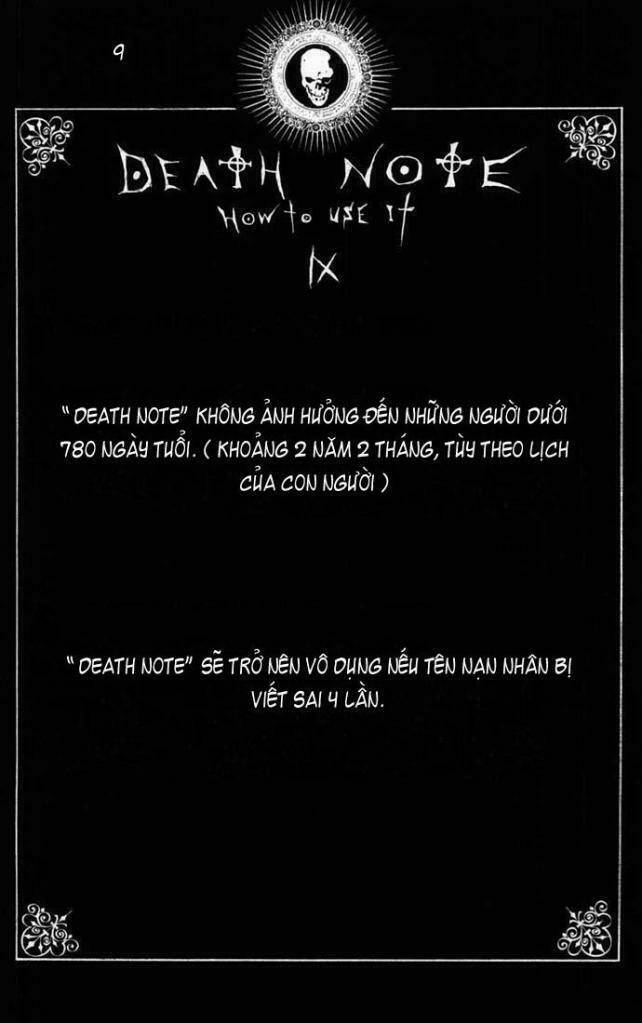 9
DEATH NOTE
HOW TO USE IT
IX
"DEATH NOTE" KHÔNG ẢNH HƯỞNG ĐẾN NHỮNG NGƯỜI DƯỚI
780 NGÀY TUỔI. ( KHOẢNG 2 NĂM 2 THÁNG, TÙY THEO LỊCH
CỦA CON NGƯỜI )
"DEATH NOTE" SẼ TRỞ NÊN VÔ DỤNG NẾU TÊN NẠN NHÂN BỊ
VIẾT SAI 4 LẦN.